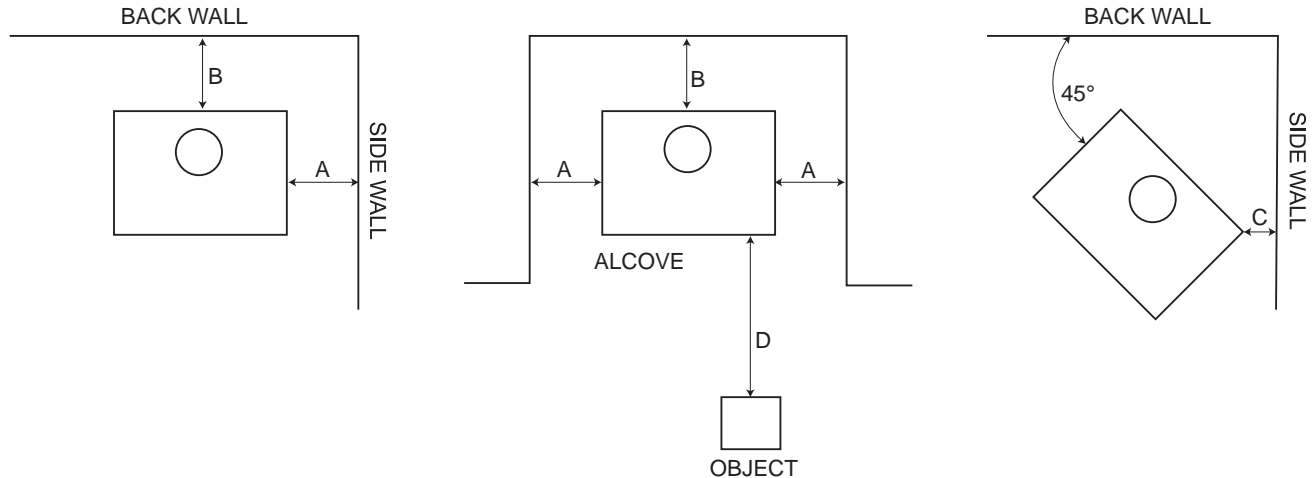 BACK WALL
B
A
SIDE WALL
B
A
A
ALCOVE
D
OBJECT
BACK WALL
45°
C
SIDE WALL